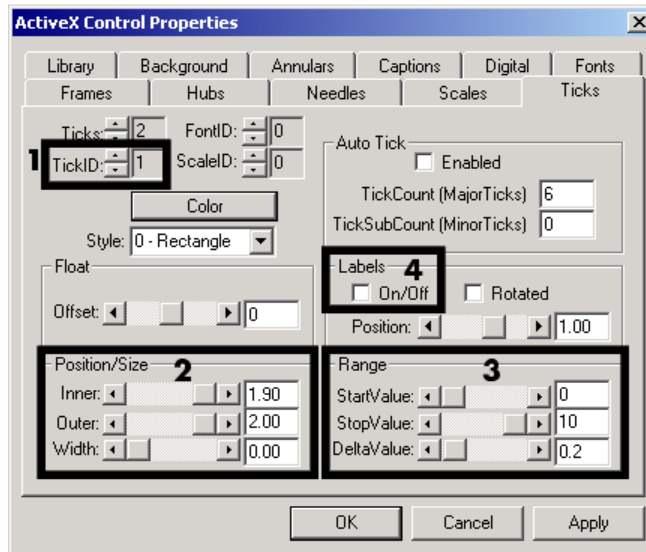 ActiveX Control Properties
Library Background Annulars Captions Digital Fonts
Frames Hubs Needles Scales Ticks
Ticks: 2 FontID: 0
1 TickID: 1 ScaleID: 0
Color
Style: 0 - Rectangle
Auto Tick
Enabled
TickCount (MajorTicks) 6
TickSubCount (MinorTicks) 0
Float
Offset: 0
Labels 4
On/Off Rotated
Position: 1.00
Position/Size 2
Inner: 1.90
Outer: 2.00
Width: 0.00
Range 3
StartValue: 0
StopValue: 10
DeltaValue: 0.2
OK Cancel Apply